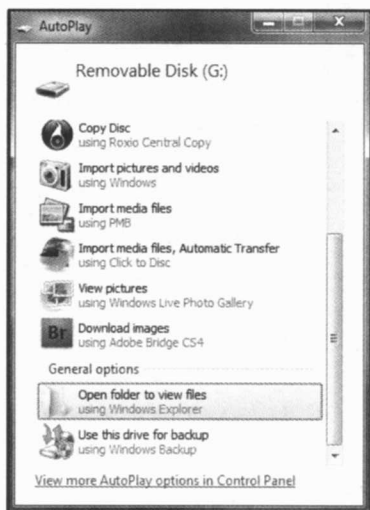 AutoPlay
Removable Disk (G:)
Copy Disc
using Roxio Central Copy
Import pictures and videos
using Windows
Import media files
using PMB
Import media files, Automatic Transfer
using Click to Disc
View pictures
using Windows Live Photo Gallery
Br
Download images
using Adobe Bridge CS4
General options
Open folder to view files
using Windows Explorer
Use this drive for backup
using Windows Backup
View more AutoPlay options in Control Panel